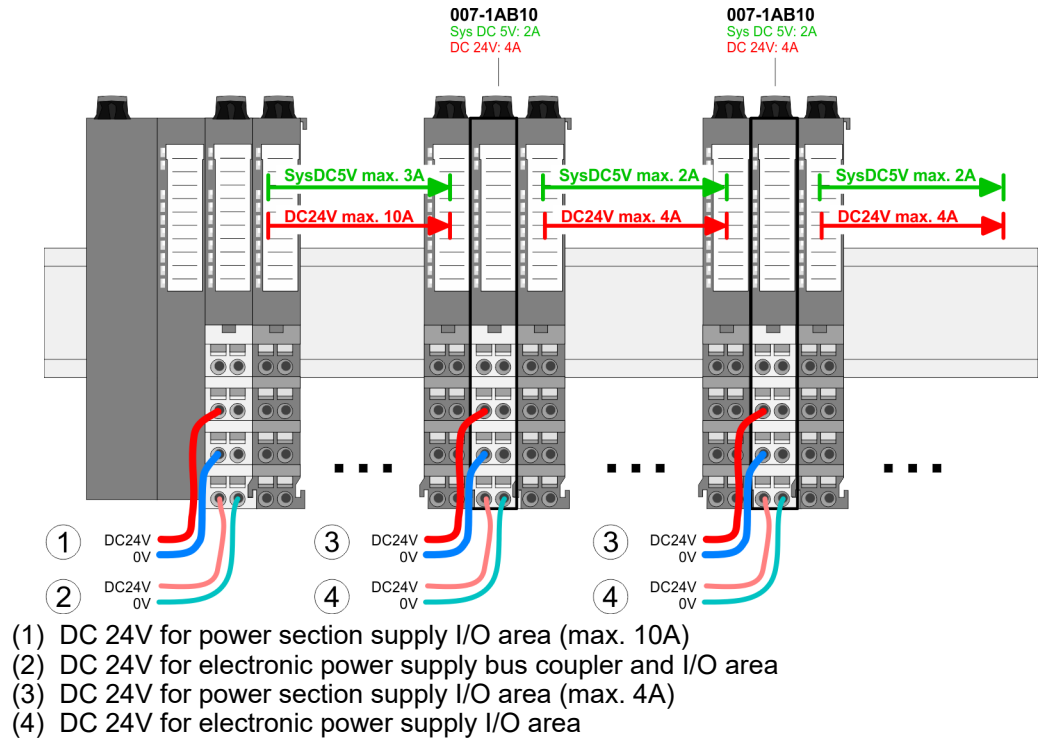 007-1AB10
Sys DC 5V: 2A
DC 24V: 4A
007-1AB10
Sys DC 5V: 2A
DC 24V: 4A
SysDC5V max. 3A
SysDC5V max. 2A
SysDC5V max. 2A
DC24V max. 10A
DC24V max. 4A
DC24V max. 4A
1 DC24V
0V
2 DC24V
0V
3 DC24V
0V
4 DC24V
0V
3 DC24V
0V
4 DC24V
0V
(1) DC 24V for power section supply I/O area (max. 10A)
(2) DC 24V for electronic power supply bus coupler and I/O area
(3) DC 24V for power section supply I/O area (max. 4A)
(4) DC 24V for electronic power supply I/O area